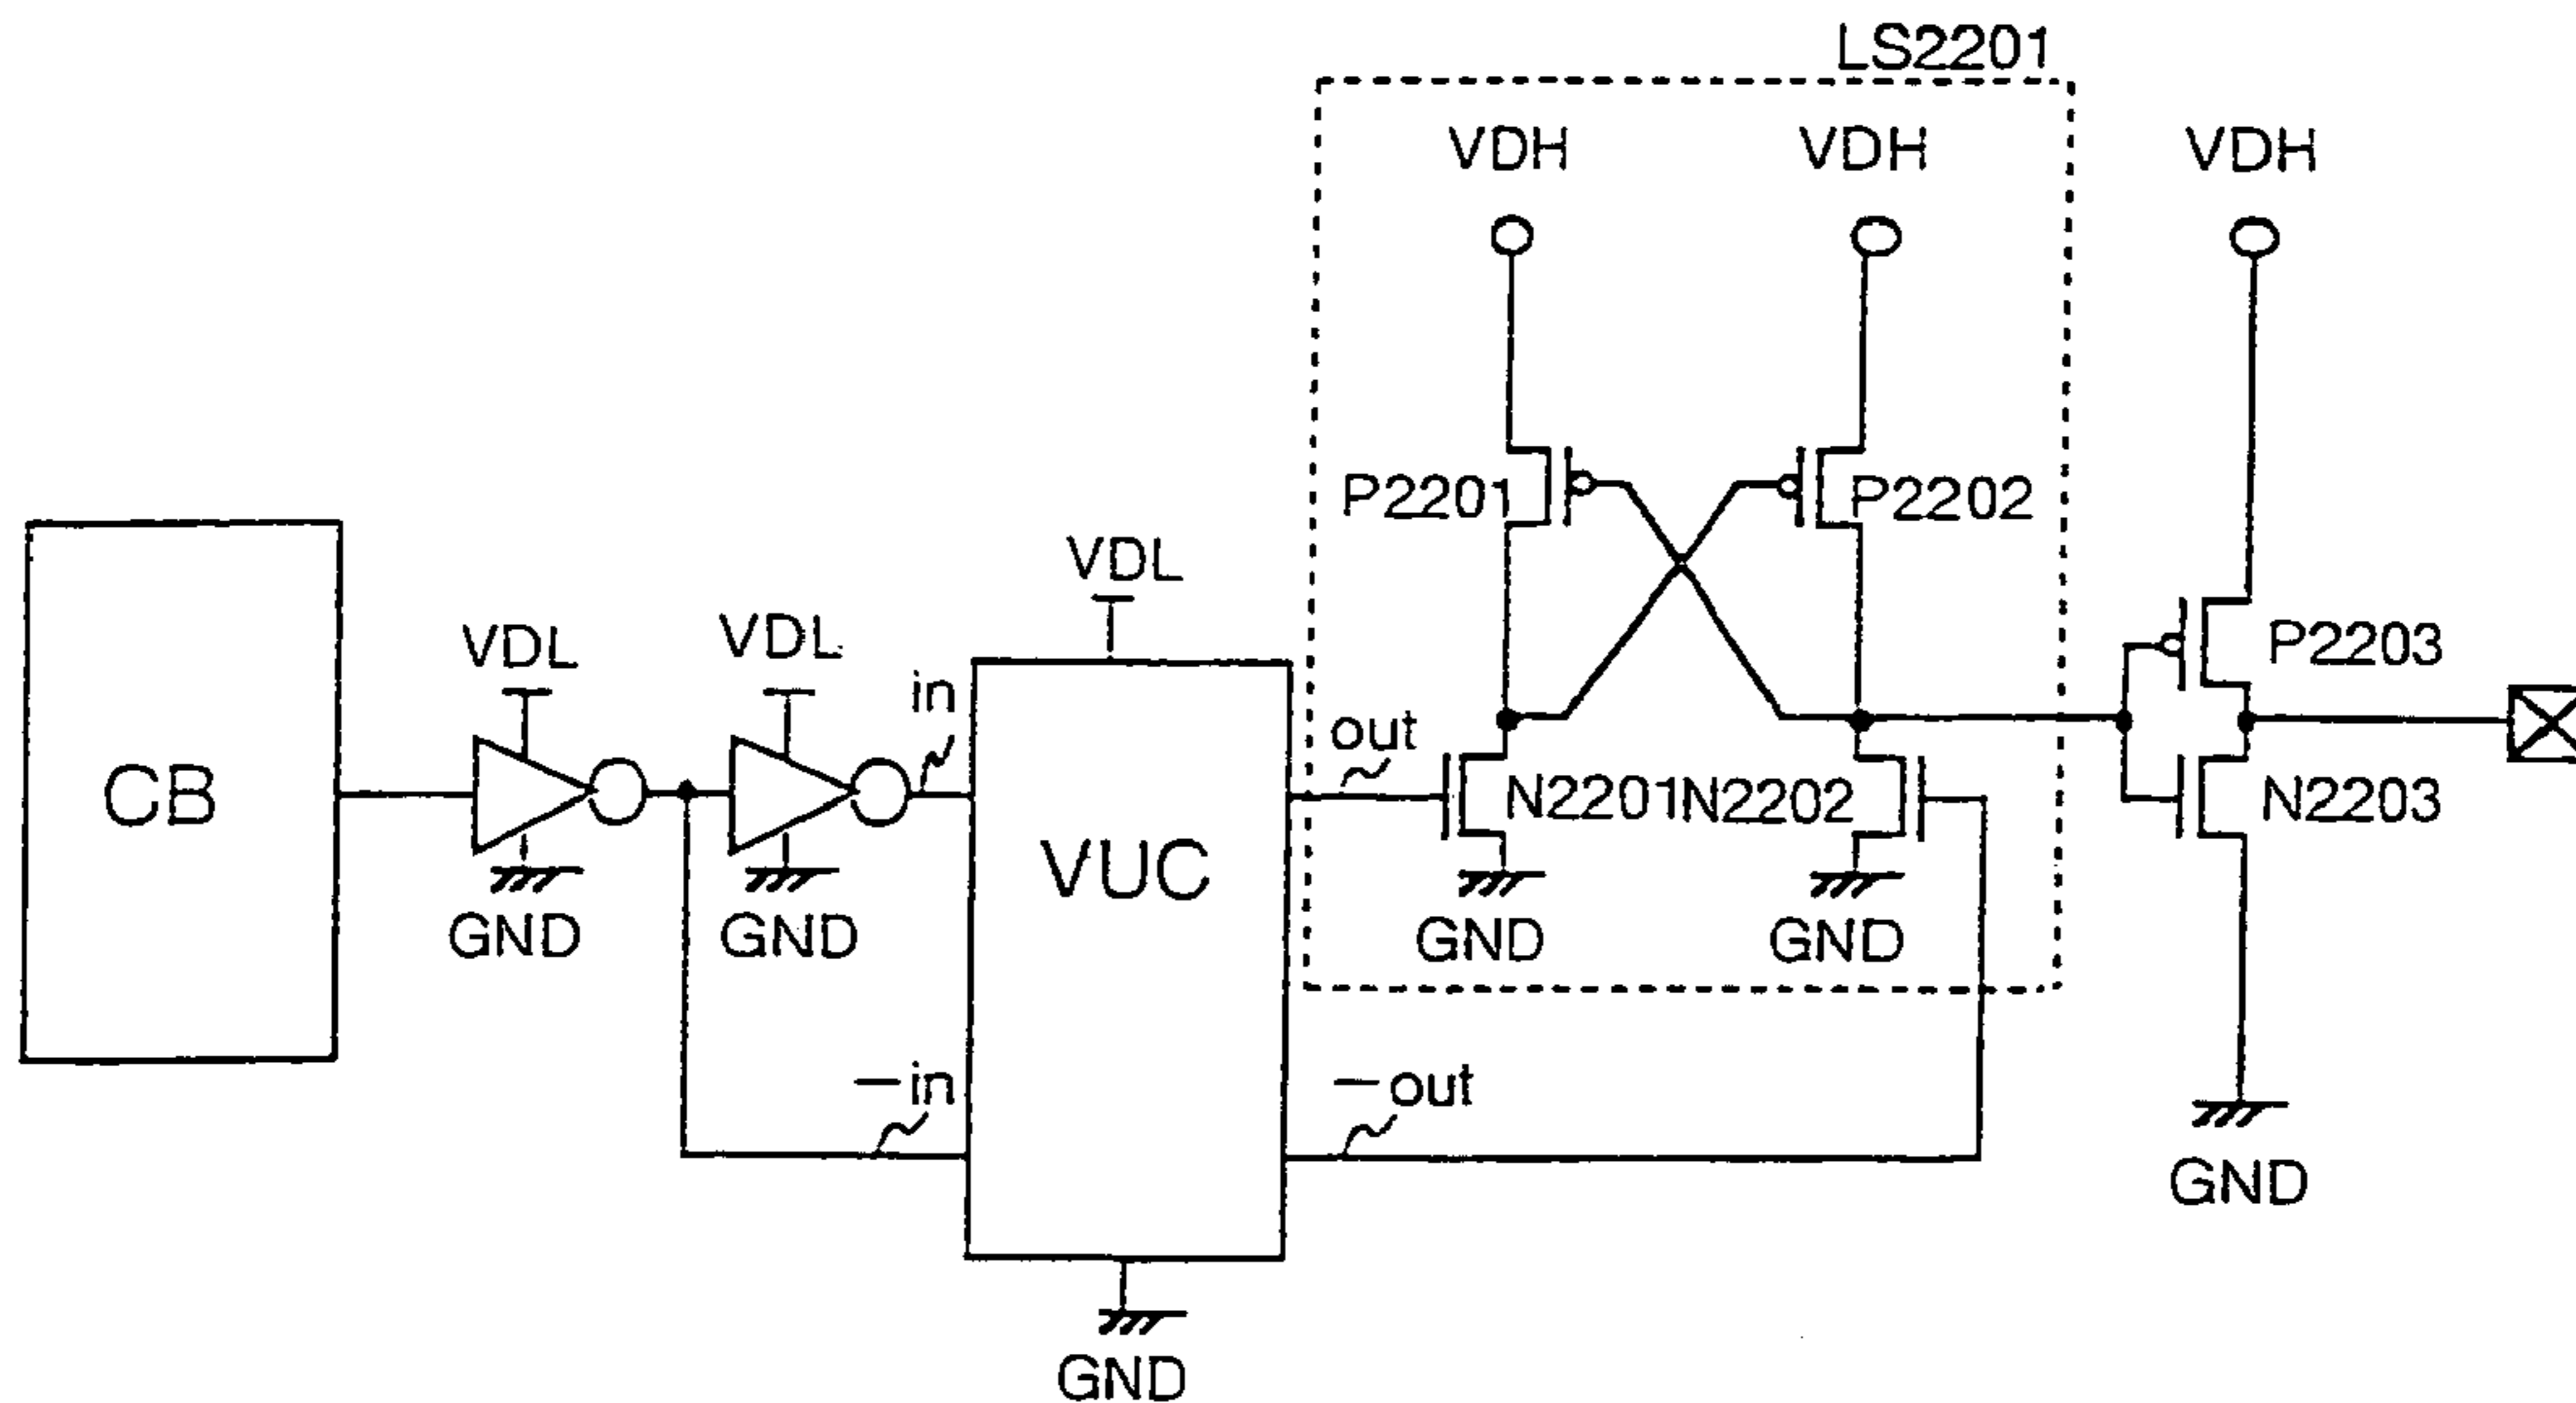 LS2201
VDH VDH VDH
P2201 P2202
VDL
VDL VDL
P2203
in
out
CB
VUC
N2201 N2202
N2203
GND GND
GND GND
—in
—out
GND
GND